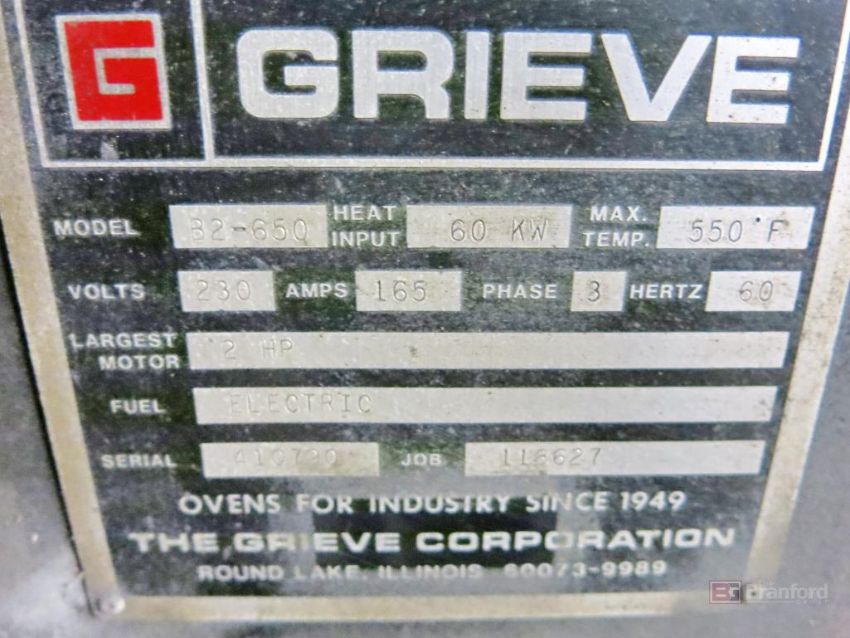 G GRIEVE
MODEL B2-650 HEAT INPUT 60 KW MAX. TEMP. 550°F
VOLTS 230 AMPS 165 PHASE 3 HERTZ 60
LARGEST MOTOR 2 HP
FUEL ELECTRIC
SERIAL 410720 JOB
OVENS FOR INDUSTRY SINCE 1949
THE GRIEVE CORPORATION
ROUND LAKE, ILLINOIS 60073-9989
Branford